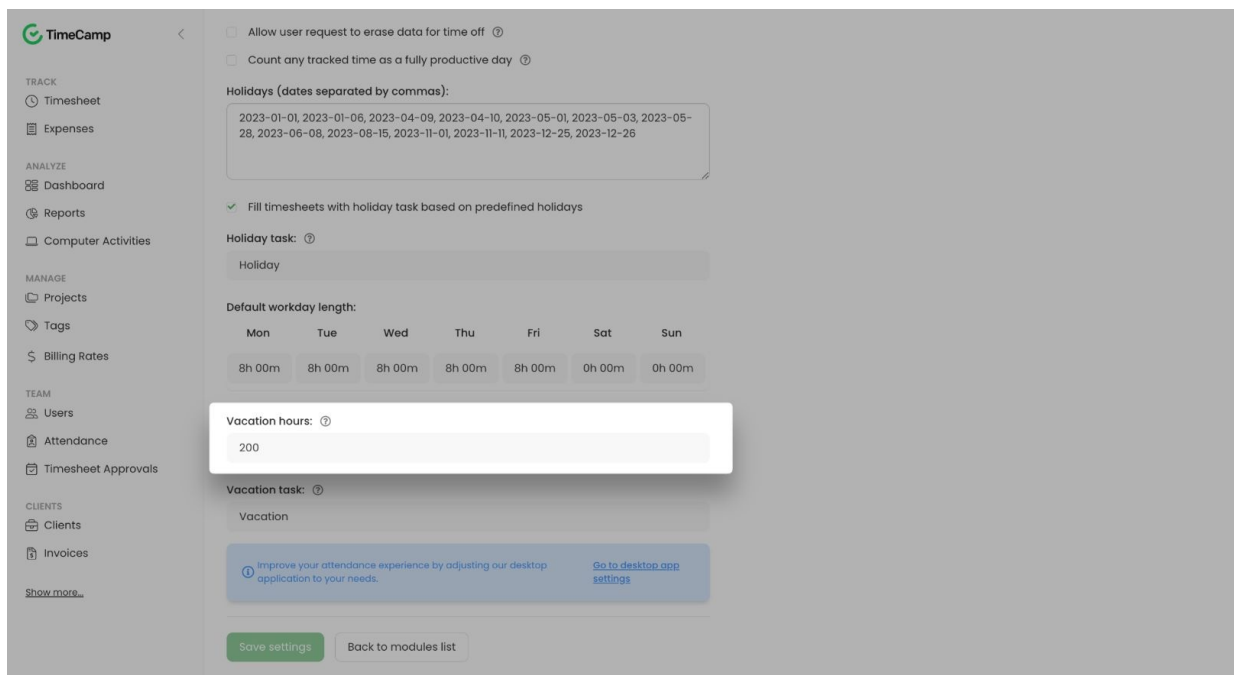 TimeCamp
TRACK
Timesheet
Expenses
ANALYZE
Dashboard
Reports
Computer Activities
MANAGE
Projects
Tags
Billing Rates
TEAM
Users
Attendance
Timesheet Approvals
CLIENTS
Clients
Invoices
Show more...
Allow user request to erase data for time off
Count any tracked time as a fully productive day
Holidays (dates separated by commas):
2023-01-01, 2023-01-06, 2023-04-09, 2023-04-10, 2023-05-01, 2023-05-03, 2023-05-
28, 2023-06-08, 2023-08-15, 2023-11-01, 2023-11-11, 2023-12-25, 2023-12-26
Fill timesheets with holiday task based on predefined holidays
Holiday task:
Holiday
Default workday length:
Mon Tue Wed Thu Fri Sat Sun
8h 00m 8h 00m 8h 00m 8h 00m 8h 00m 0h 00m 0h 00m
Vacation hours:
200
Vacation task:
Vacation
Improve your attendance experience by adjusting our desktop
application to your needs.
Go to desktop app
settings
Save settings
Back to modules list